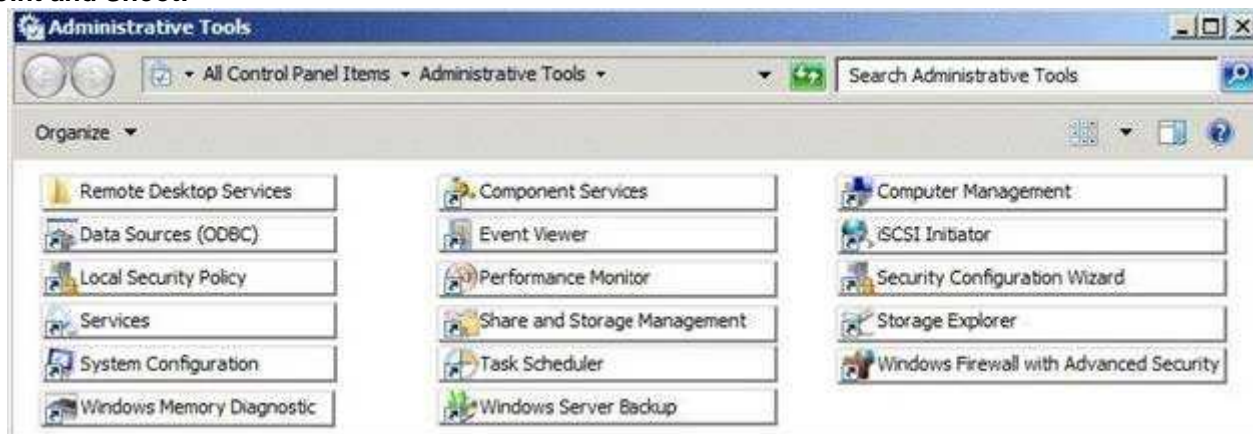 Administrative Tools
All Control Panel Items Administrative Tools
Search Administrative Tools
Organize
Remote Desktop Services
Component Services
Computer Management
Data Sources (ODBC)
Event Viewer
iSCSI Initiator
Local Security Policy
Performance Monitor
Security Configuration Wizard
Services
Share and Storage Management
Storage Explorer
System Configuration
Task Scheduler
Windows Firewall with Advanced Security
Windows Memory Diagnostic
Windows Server Backup